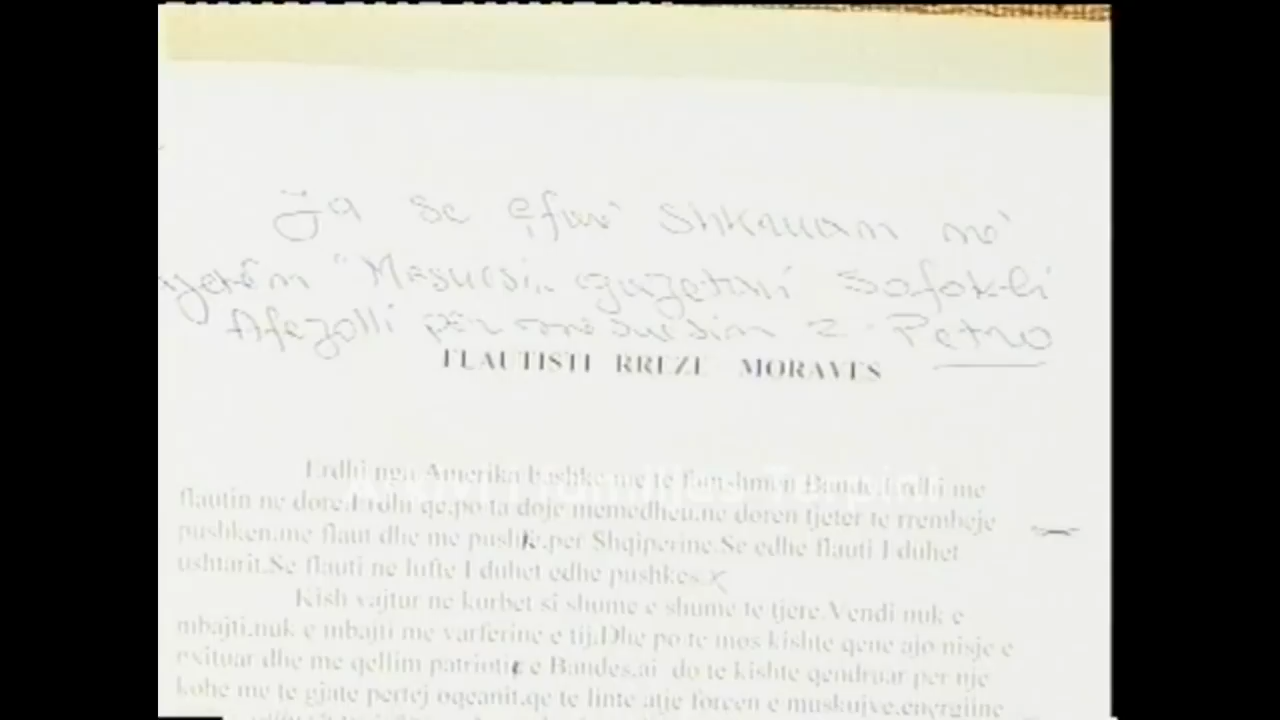 Ja se çfarë shkruan në
gazetën "Mesuesi" gazetari Sofokli
Afezolli për mësuesin z. Petro
FLAUTISTI RREZE MORAVES
Erdhi nga Amerika bashke me te famshmen Bande.Erdhi me
flautin ne dore.Erdhi qe,po ta doje memedheu,ne doren tjeter te rrembeje
pushken,me flaut dhe me pushk.per Shqiperine.Se edhe flauti I duhet
ushtarit.Se flauti ne lufte I duhet edhe pushkes.
Kish vajtur ne kurbet si shume e shume te tjere.Vendi nuk e
mbajti,nuk e mbajti me varferine e tij.Dhe po te mos kishte qene ajo nisje e
exituar dhe me qellim patriotik e Bandes,ai do te kishte qendruar per nje
kohe me te gjate pertej oqeanit,qe te linte atje forcen e muskujve,energjine